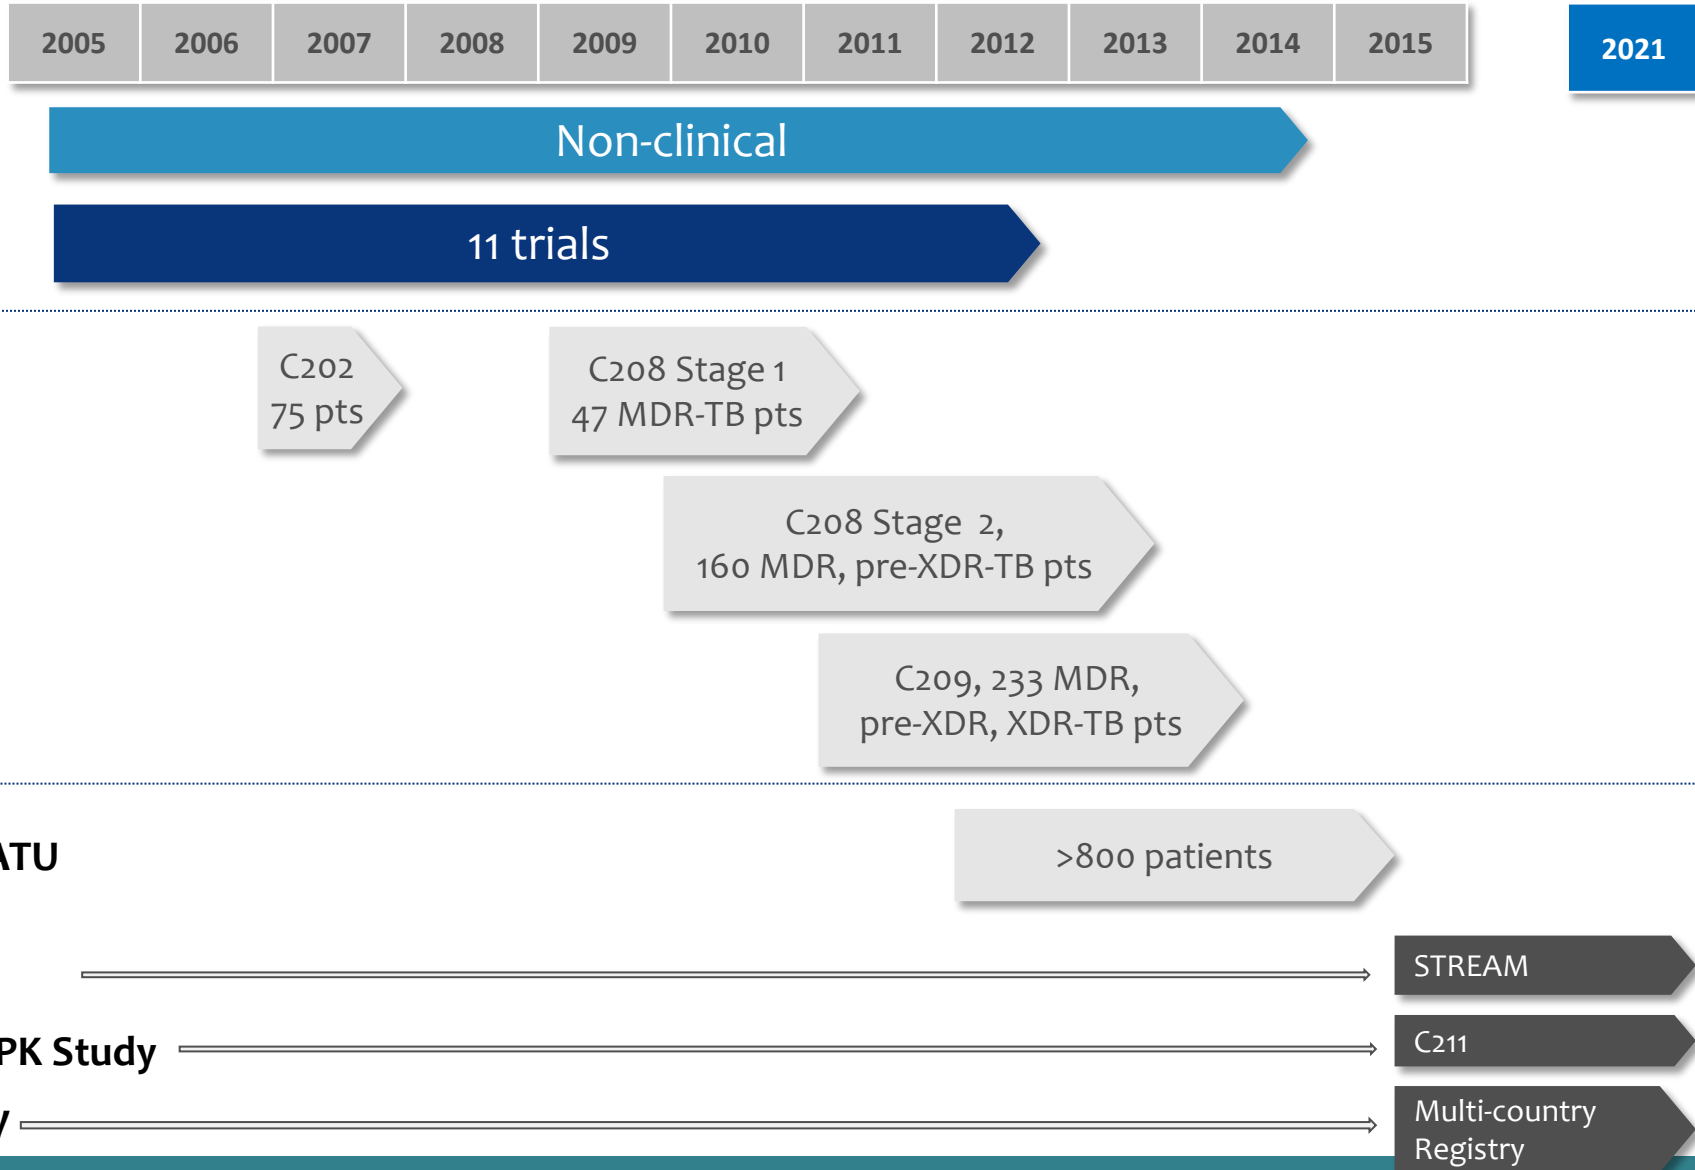 2005 2006 2007 2008 2009 2010 2011 2012 2013 2014 2015 2021
Non-clinical
11 trials
C202
75 pts
C208 Stage 1
47 MDR-TB pts
C208 Stage 2,
160 MDR, pre-XDR-TB pts
C209, 233 MDR,
pre-XDR, XDR-TB pts
ATU
>800 patients
STREAM
PK Study
C211
Multi-country
Registry